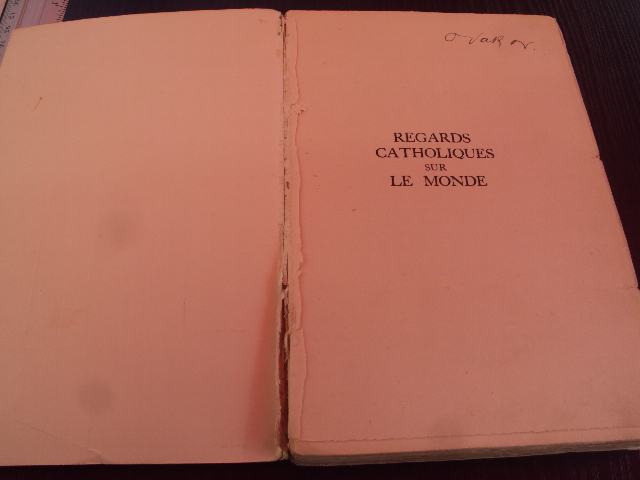 REGARDS
CATHOLIQUES
SUR
LE MONDE